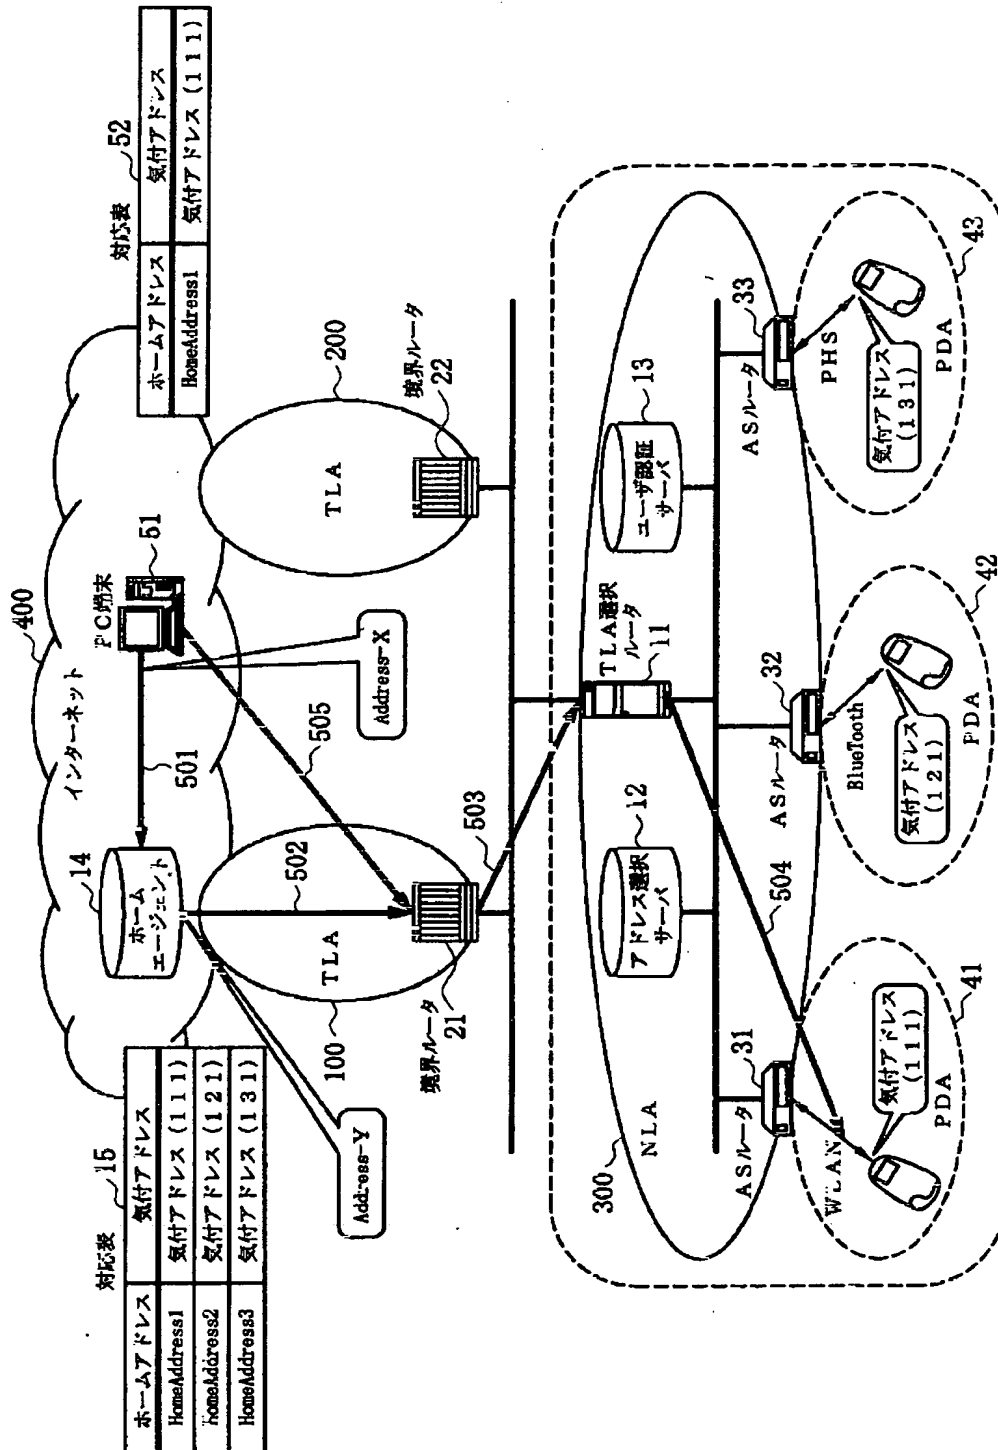 対応表 15
ホームアドレス 気付アドレス
HomeAddress1 気付アドレス(111)
HomeAddress2 気付アドレス(121)
HomeAddress3 気付アドレス(131)
対応表 52
ホームアドレス 気付アドレス
HomeAddress1 気付アドレス(111)
400
インターネット
14
ホーム
エージェント
501
PC端末
51
Address-X
Address-Y
502
505
100
TLA
境界ルータ
21
TLA
200
境界ルータ
22
503
TLA選択
ルータ
11
300
NLA
アドレス選択
サーバ
12
ユーザ認証
サーバ
13
504
ASルータ
31
ASルータ
32
ASルータ
33
WLAN
気付アドレス
(111)
PDA
41
BlueTooth
気付アドレス
(121)
PDA
42
PHS
気付アドレス
(131)
PDA
43